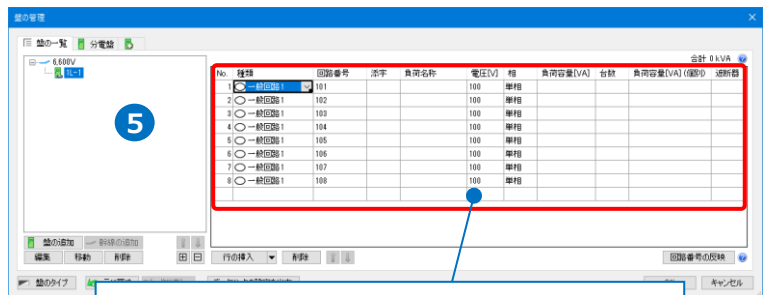 盤の管理
盤の一覧 分電盤
6,600V
1L-1
合計 0 kVA
No. 種類 回路番号 添字 負荷名称 電圧[V] 相 負荷容量[VA] 台数 負荷容量[VA](個別) 遮断器
1 一般回路1 101 100 単相
2 一般回路1 102 100 単相
3 一般回路1 103 100 単相
4 一般回路1 104 100 単相
5 一般回路1 105 100 単相
6 一般回路1 106 100 単相
7 一般回路1 107 100 単相
8 一般回路1 108 100 単相
5
盤の追加 幹線の追加
編集 移動 削除
行の挿入 削除 回路番号の反映
盤のタイプ キャンセル